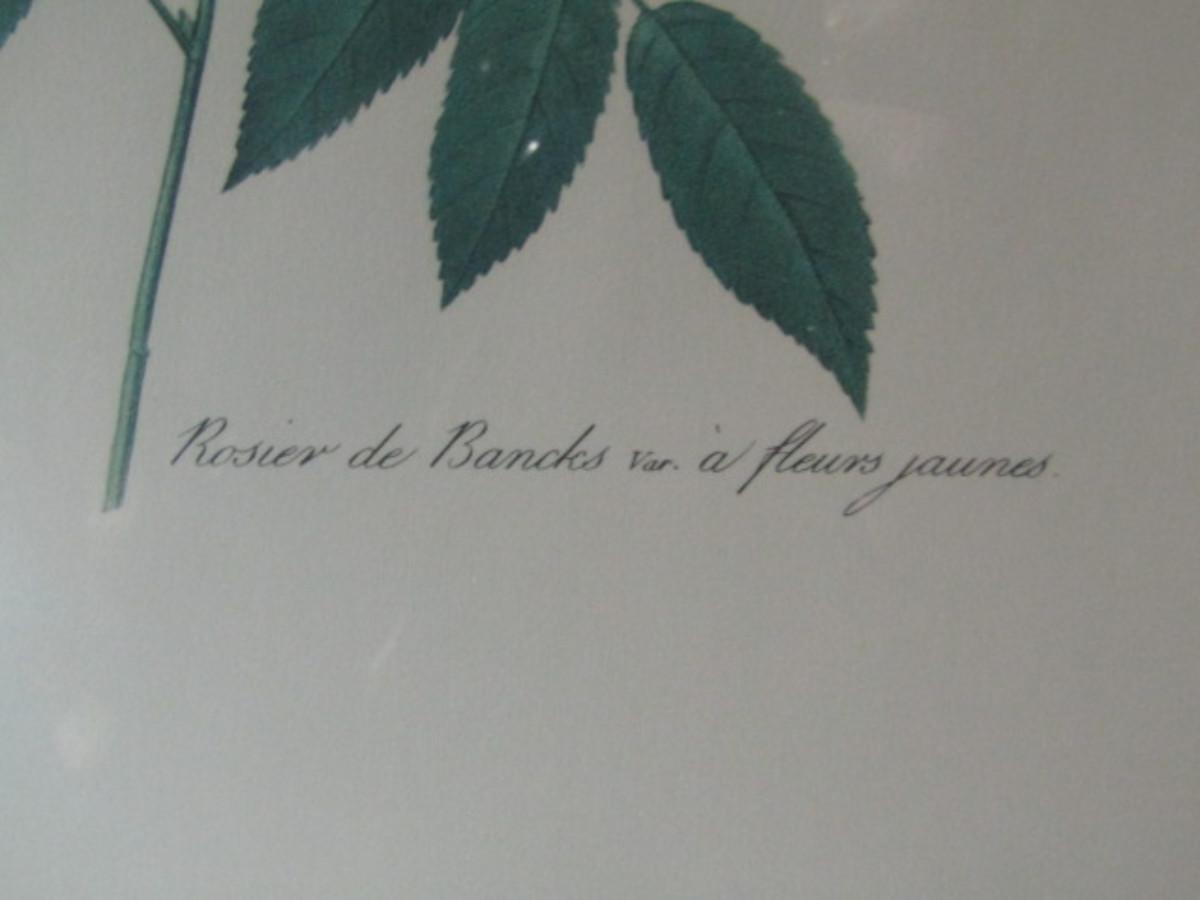 Rosier de Bancks var. à fleurs jaunes.